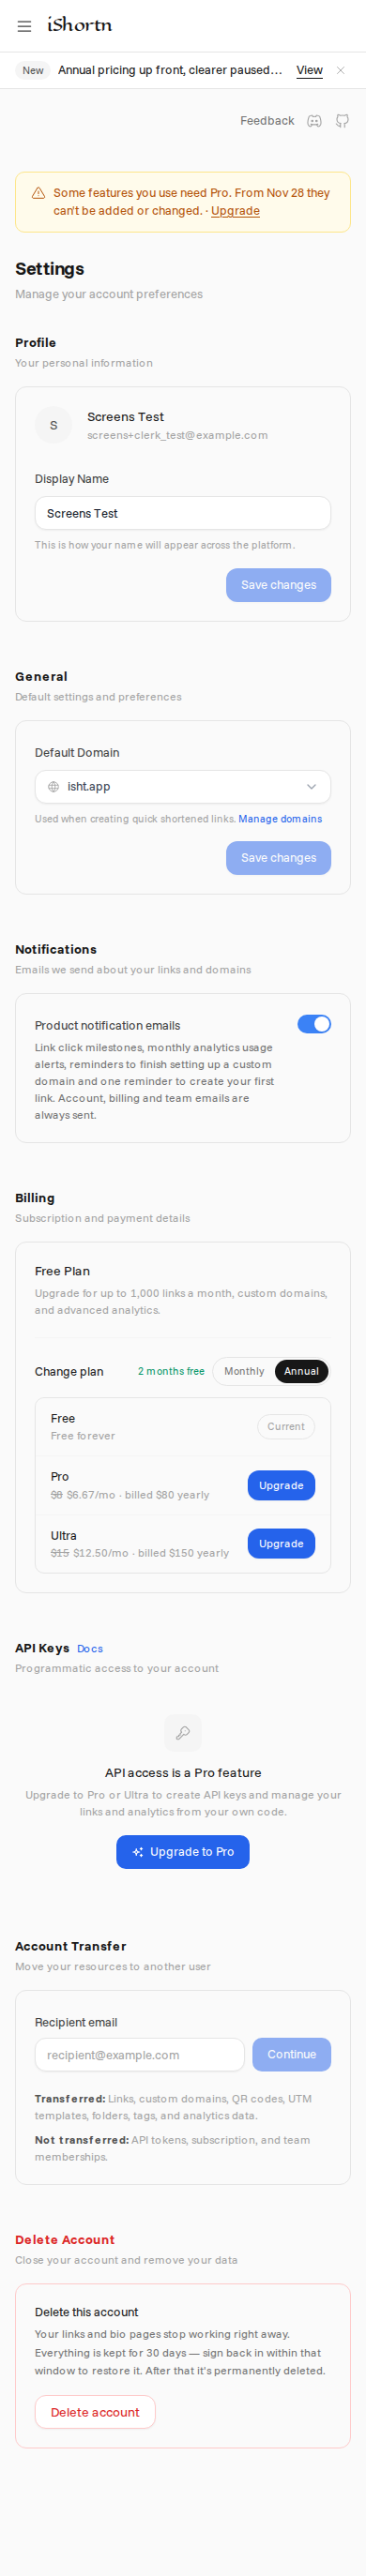 iShortn
New Annual pricing up front, clearer paused… View
Feedback
Some features you use need Pro. From Nov 28 they
can't be added or changed. · Upgrade
Settings
Manage your account preferences
Profile
Your personal information
S
Screens Test
screens+clerk_test@example.com
Display Name
Screens Test
This is how your name will appear across the platform.
Save changes
General
Default settings and preferences
Default Domain
isht.app
Used when creating quick shortened links. Manage domains
Save changes
Notifications
Emails we send about your links and domains
Product notification emails
Link click milestones, monthly analytics usage
alerts, reminders to finish setting up a custom
domain and one reminder to create your first
link. Account, billing and team emails are
always sent.
Billing
Subscription and payment details
Free Plan
Upgrade for up to 1,000 links a month, custom domains,
and advanced analytics.
Change plan 2 months free Monthly Annual
Free
Free forever
Current
Pro
$8 $6.67/mo · billed $80 yearly
Upgrade
Ultra
$15 $12.50/mo · billed $150 yearly
Upgrade
API Keys Docs
Programmatic access to your account
API access is a Pro feature
Upgrade to Pro or Ultra to create API keys and manage your
links and analytics from your own code.
Upgrade to Pro
Account Transfer
Move your resources to another user
Recipient email
recipient@example.com
Continue
Transferred: Links, custom domains, QR codes, UTM
templates, folders, tags, and analytics data.
Not transferred: API tokens, subscription, and team
memberships.
Delete Account
Close your account and remove your data
Delete this account
Your links and bio pages stop working right away.
Everything is kept for 30 days — sign back in within that
window to restore it. After that it's permanently deleted.
Delete account